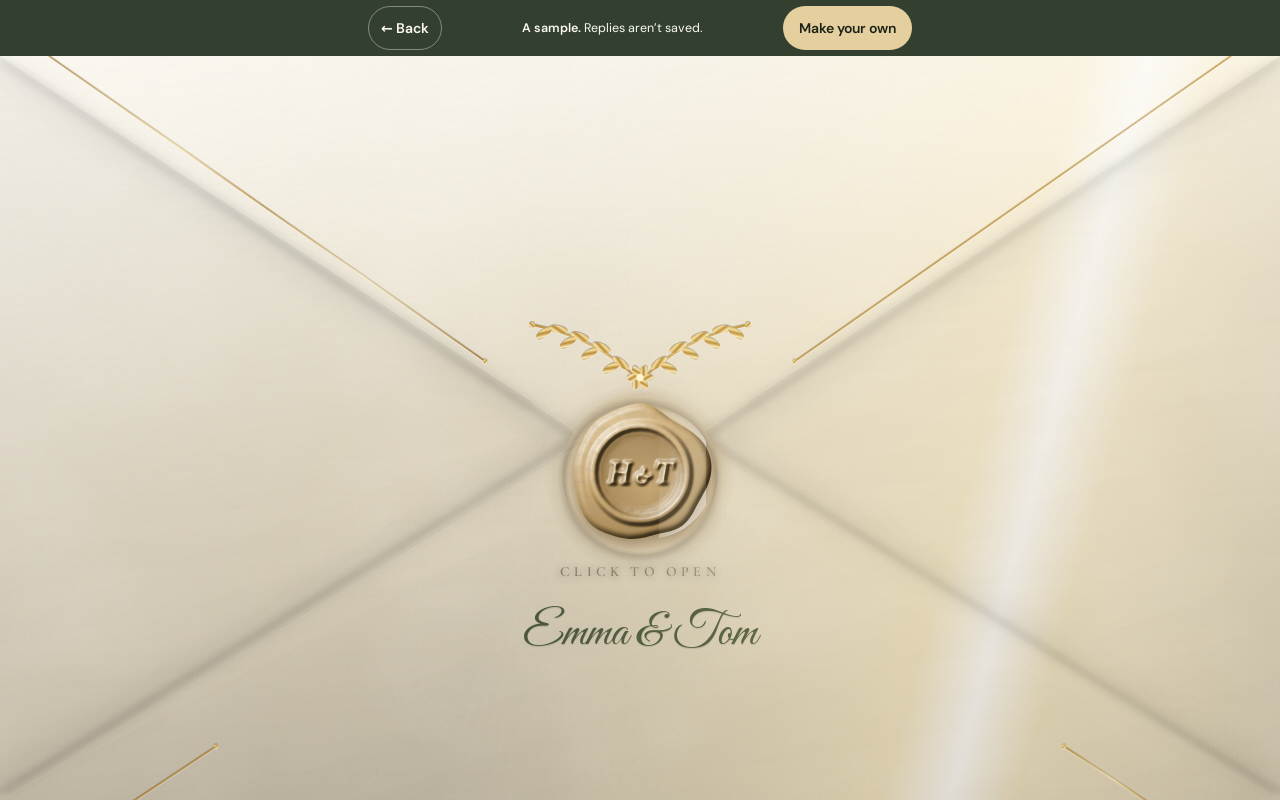 ← Back
A sample. Replies aren’t saved.
Make your own
H&T
CLICK TO OPEN
Emma & Tom